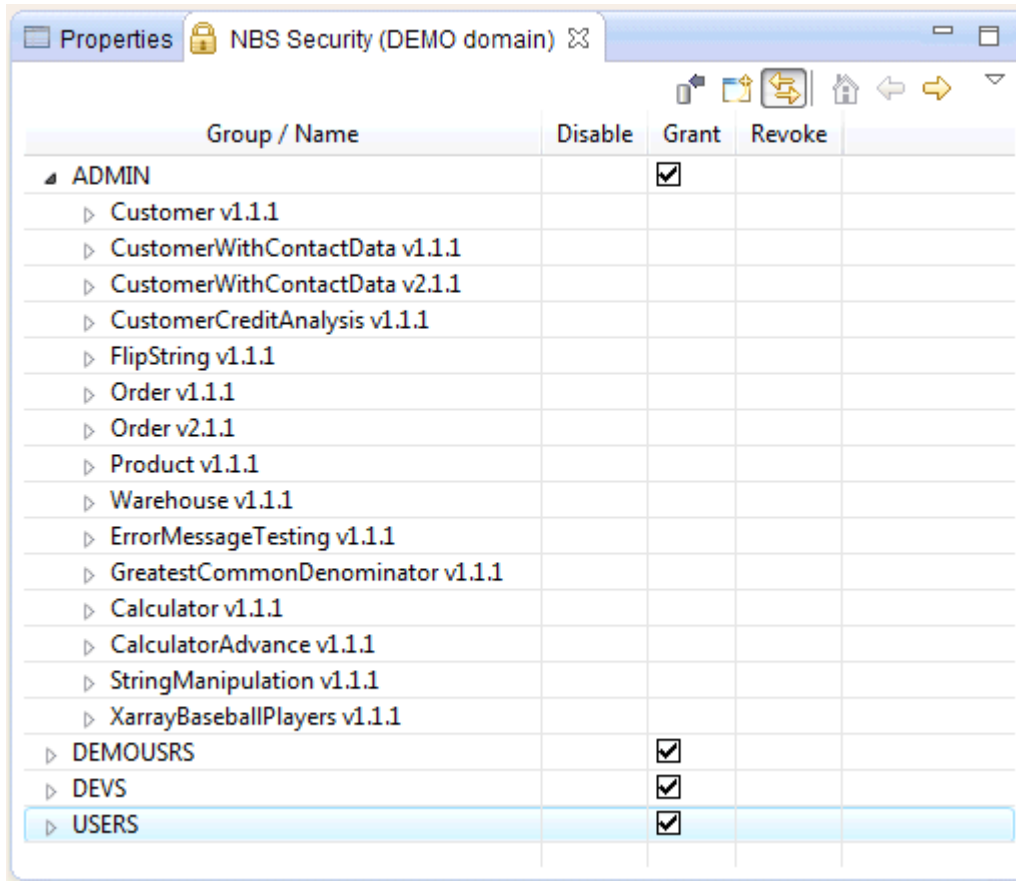 Properties NBS Security (DEMO domain)
Group / Name Disable Grant Revoke
ADMIN
Customer v1.1.1
CustomerWithContactData v1.1.1
CustomerWithContactData v2.1.1
CustomerCreditAnalysis v1.1.1
FlipString v1.1.1
Order v1.1.1
Order v2.1.1
Product v1.1.1
Warehouse v1.1.1
ErrorMessageTesting v1.1.1
GreatestCommonDenominator v1.1.1
Calculator v1.1.1
CalculatorAdvance v1.1.1
StringManipulation v1.1.1
XarrayBaseballPlayers v1.1.1
DEMOUSRS
DEVS
USERS